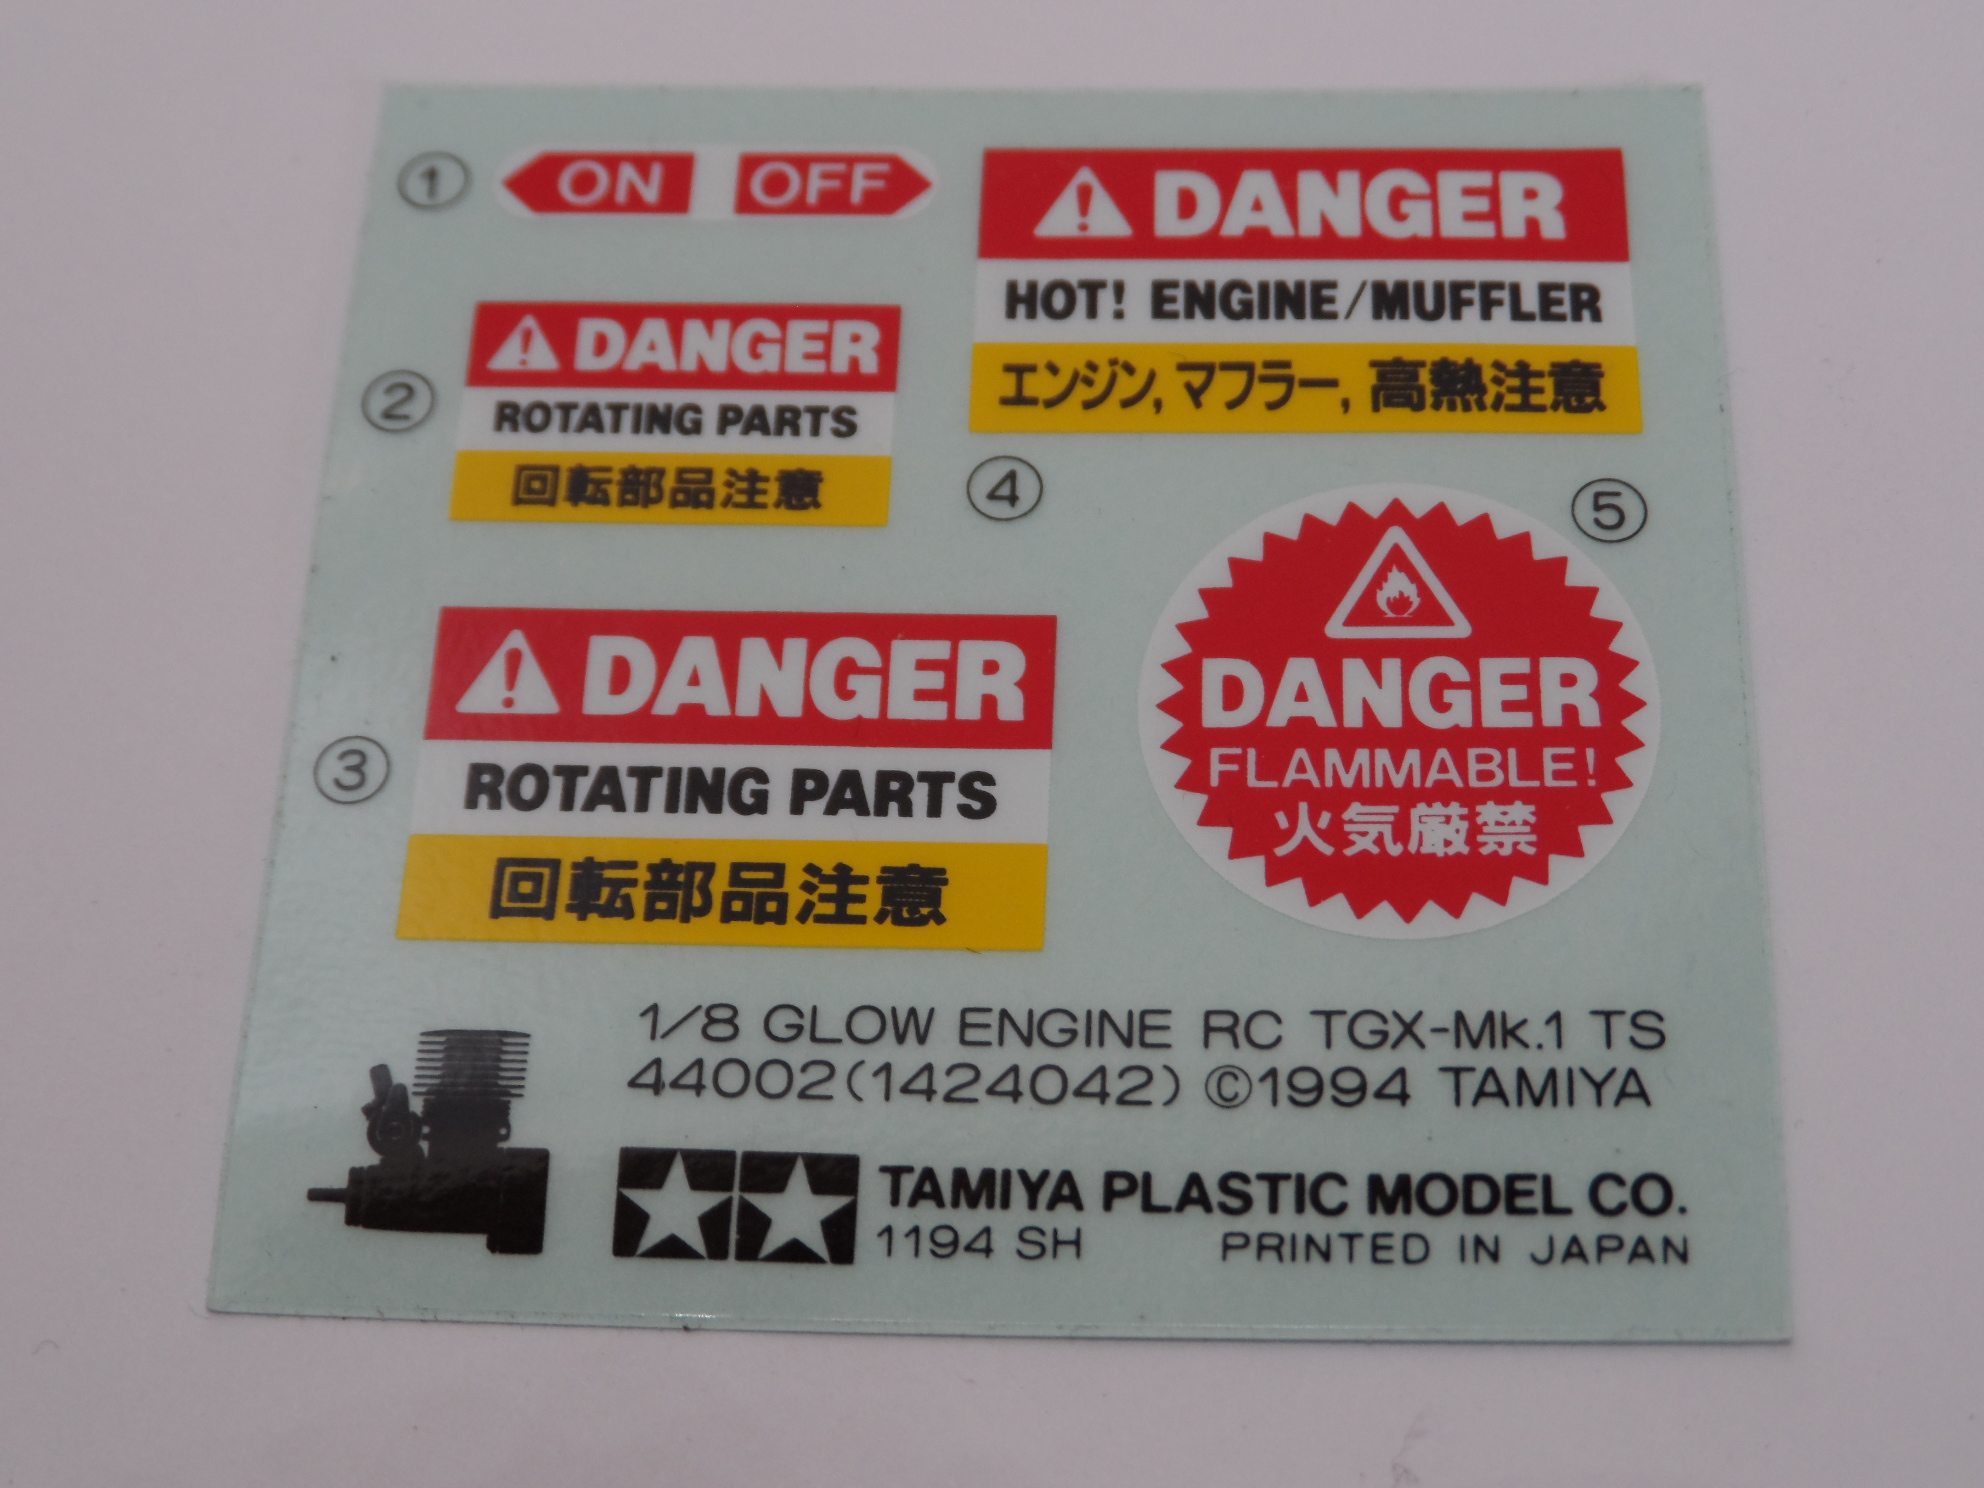 ① ON OFF
⚠ DANGER
HOT! ENGINE/MUFFLER
エンジン,マフラー,高熱注意
④
② DANGER
ROTATING PARTS
回転部品注意
⑤
DANGER
FLAMMABLE!
火気厳禁
③ DANGER
ROTATING PARTS
回転部品注意
1/8 GLOW ENGINE RC TGX-Mk.1 TS
44002(1424042) ©1994 TAMIYA
TAMIYA PLASTIC MODEL CO.
1194 SH PRINTED IN JAPAN